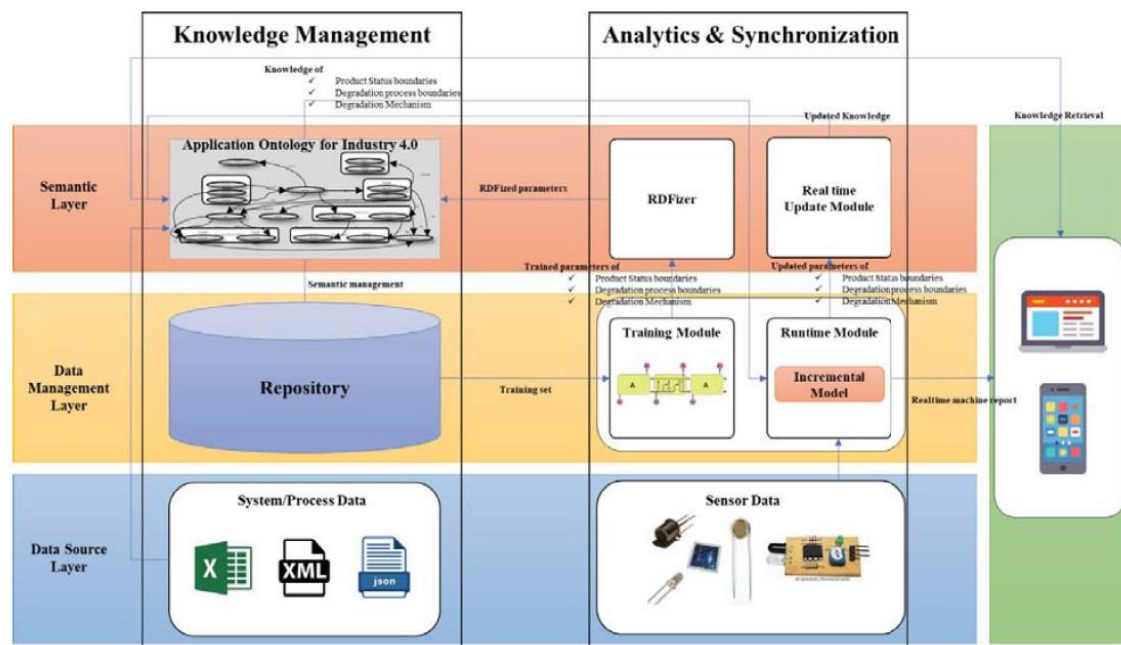 Knowledge Management
Analytics & Synchronization
Knowledge of
✓ Product Status boundaries
✓ Degradation process boundaries
✓ Degradation Mechanism
Updated Knowledge
Knowledge Retrieval
Semantic
Layer
Application Ontology for Industry 4.0
RDFized parameters
RDFizer
Real time
Update Module
Trained parameters of
✓ Product Status boundaries
✓ Degradation process boundaries
✓ Degradation Mechanism
Updated parameters of
✓ Product Status boundaries
✓ Degradation process boundaries
✓ Degradation Mechanism
Semantic management
Data
Management
Layer
Repository
Training set
Training Module
A
A
Runtime Module
Incremental
Model
Realtime machine report
Data Source
Layer
System/Process Data
X
XML
json
Sensor Data